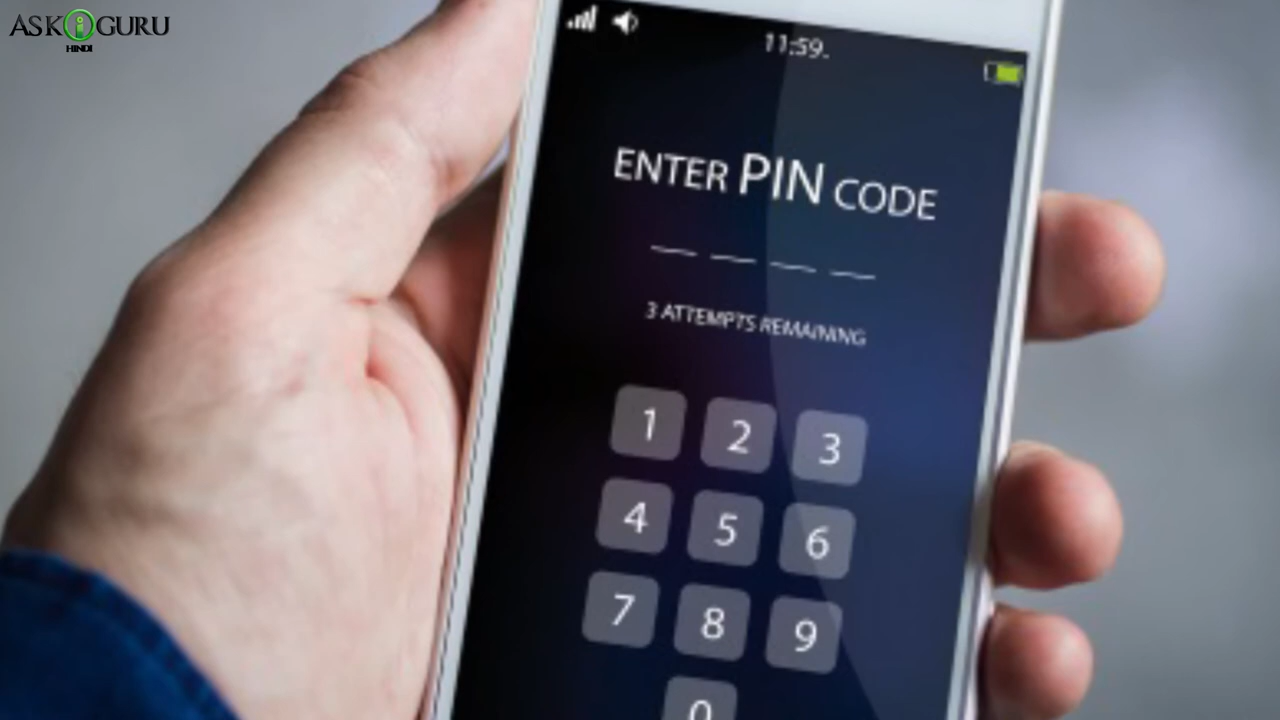 ASK i GURU
HINDI
11:59.
ENTER PIN CODE
3 ATTEMPTS REMAINING
1 2 3
4 5 6
7 8 9
0